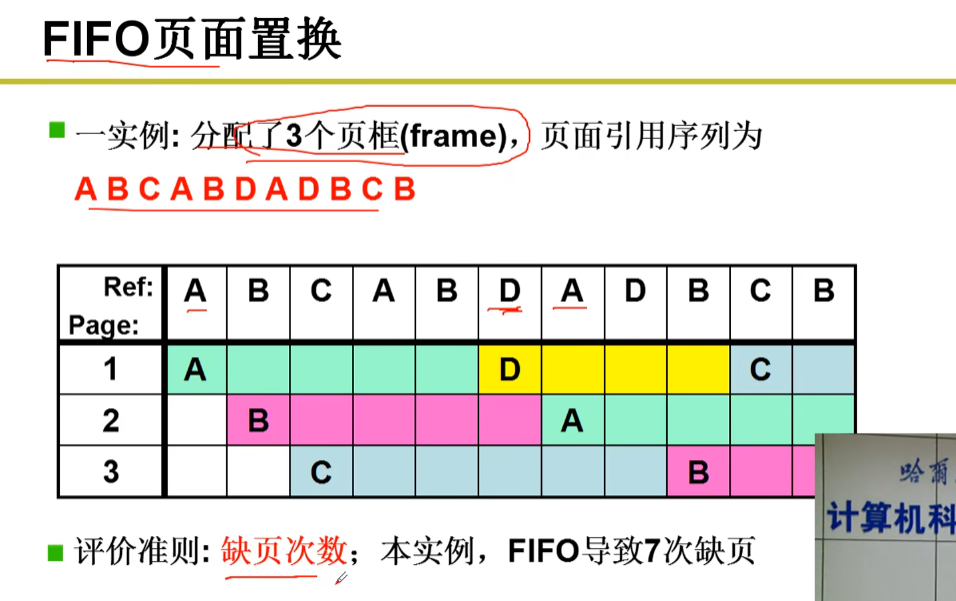 FIFO页面置换
一实例: 分配了3个页框(frame)，页面引用序列为
A B C A B D A D B C B
Ref: A B C A B D A D B C B
Page:
1 A D C
2 B A
3 C B
评价准则: 缺页次数；本实例，FIFO导致7次缺页
哈爾
计算机科